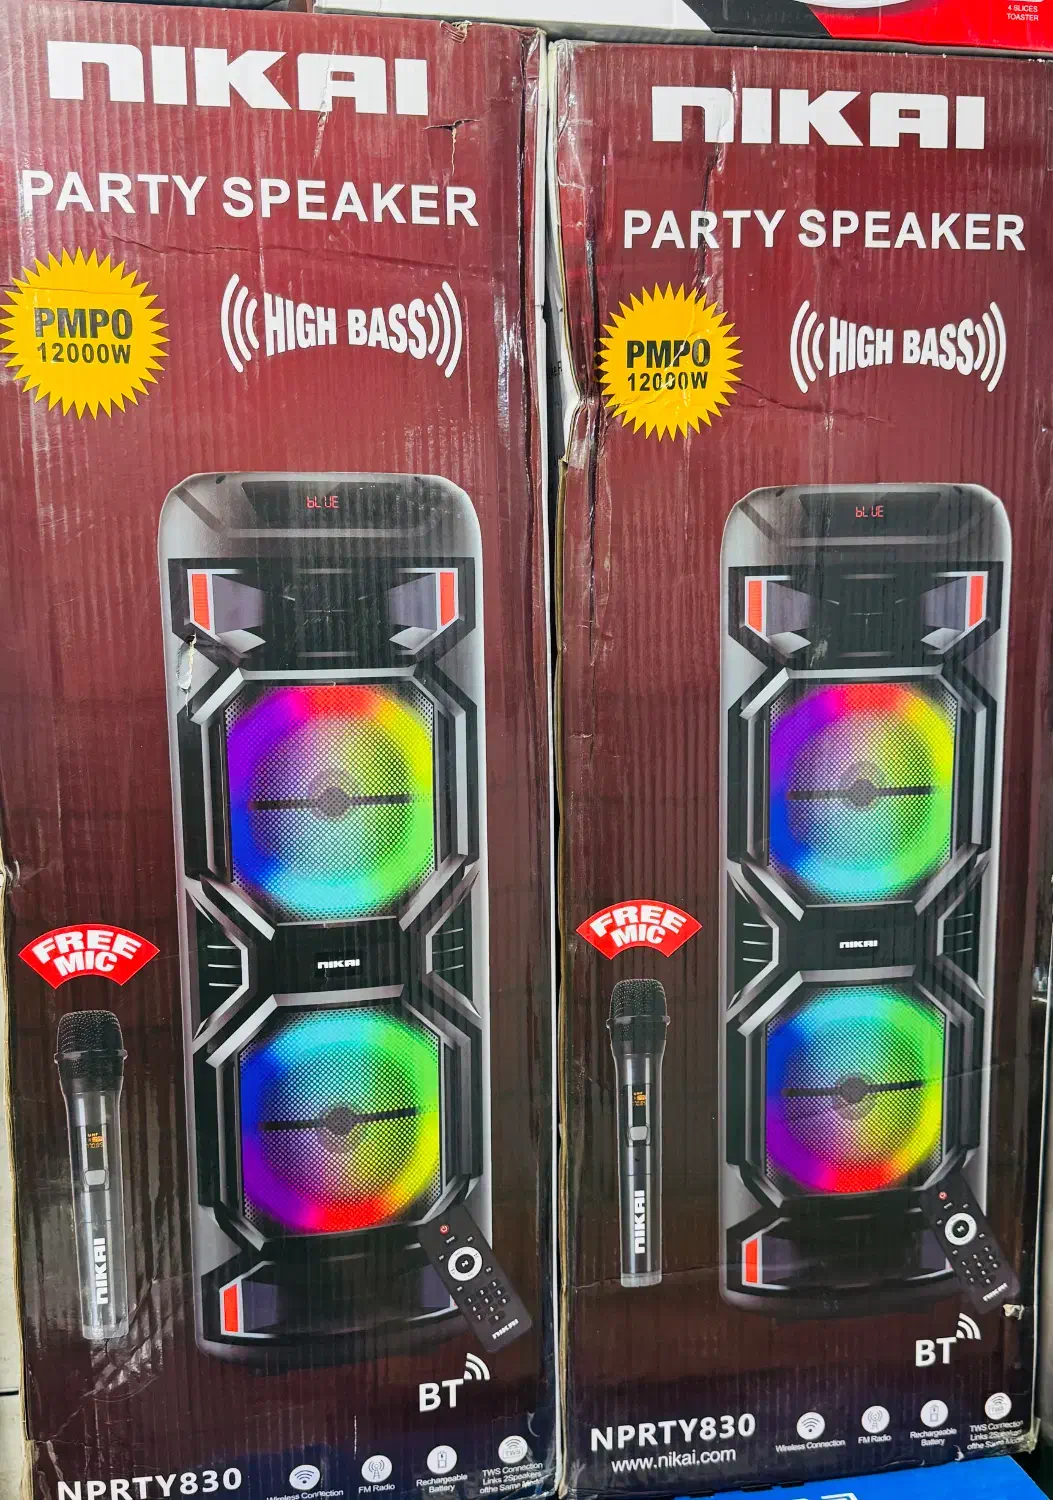 4 SLICES
TOASTER
NIKAI
PARTY SPEAKER
PMPO
12000W
HIGH BASS
bLUE
NIKAI
FREE
MIC
NIKAI
NIKAI
BT
NPRTY830
Wireless Connection
FM Radio
Rechargeable
Battery
TWS Connection
Links 2Speakers
ofthe Same Model
NIKAI
PARTY SPEAKER
PMPO
12000W
HIGH BASS
bLUE
NIKAI
FREE
MIC
NIKAI
NIKAI
BT
NPRTY830
www.nikai.com
Wireless Connection
FM Radio
Rechargeable
Battery
TWS Connection
Links 2Speakers
ofthe Same Model